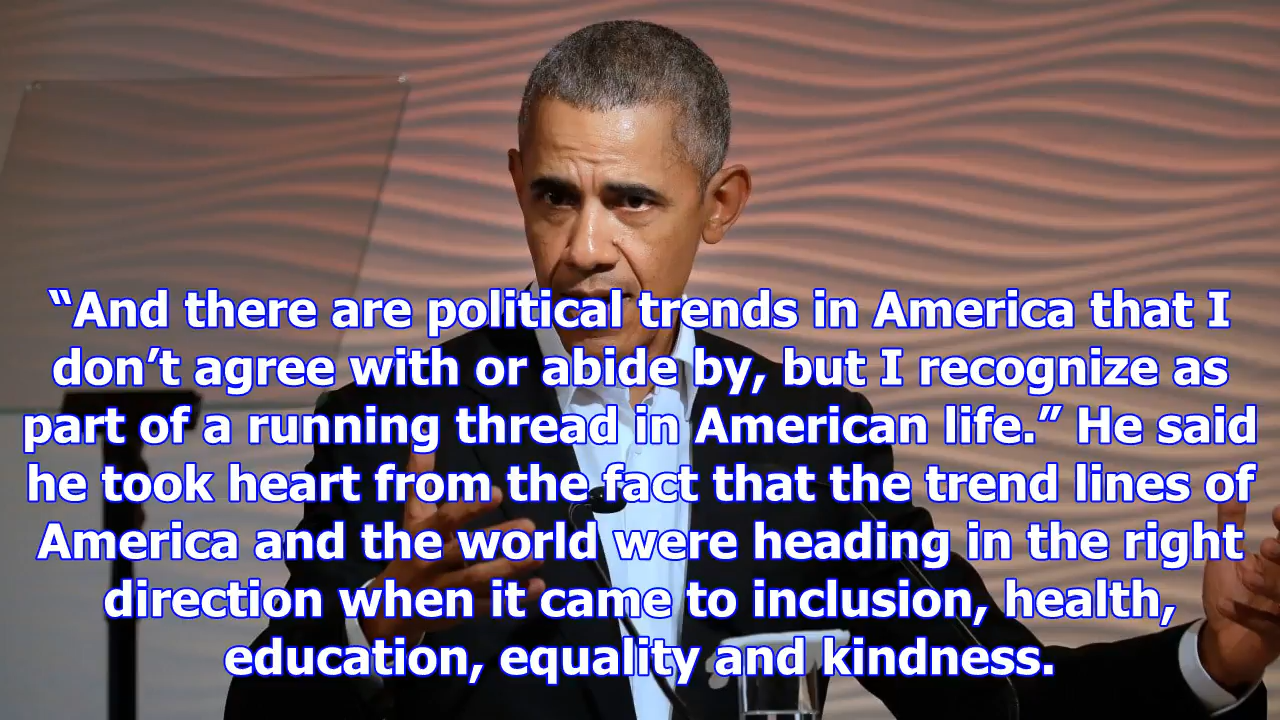 “And there are political trends in America that I
don’t agree with or abide by, but I recognize as
part of a running thread in American life.” He said
he took heart from the fact that the trend lines of
America and the world were heading in the right
direction when it came to inclusion, health,
education, equality and kindness.